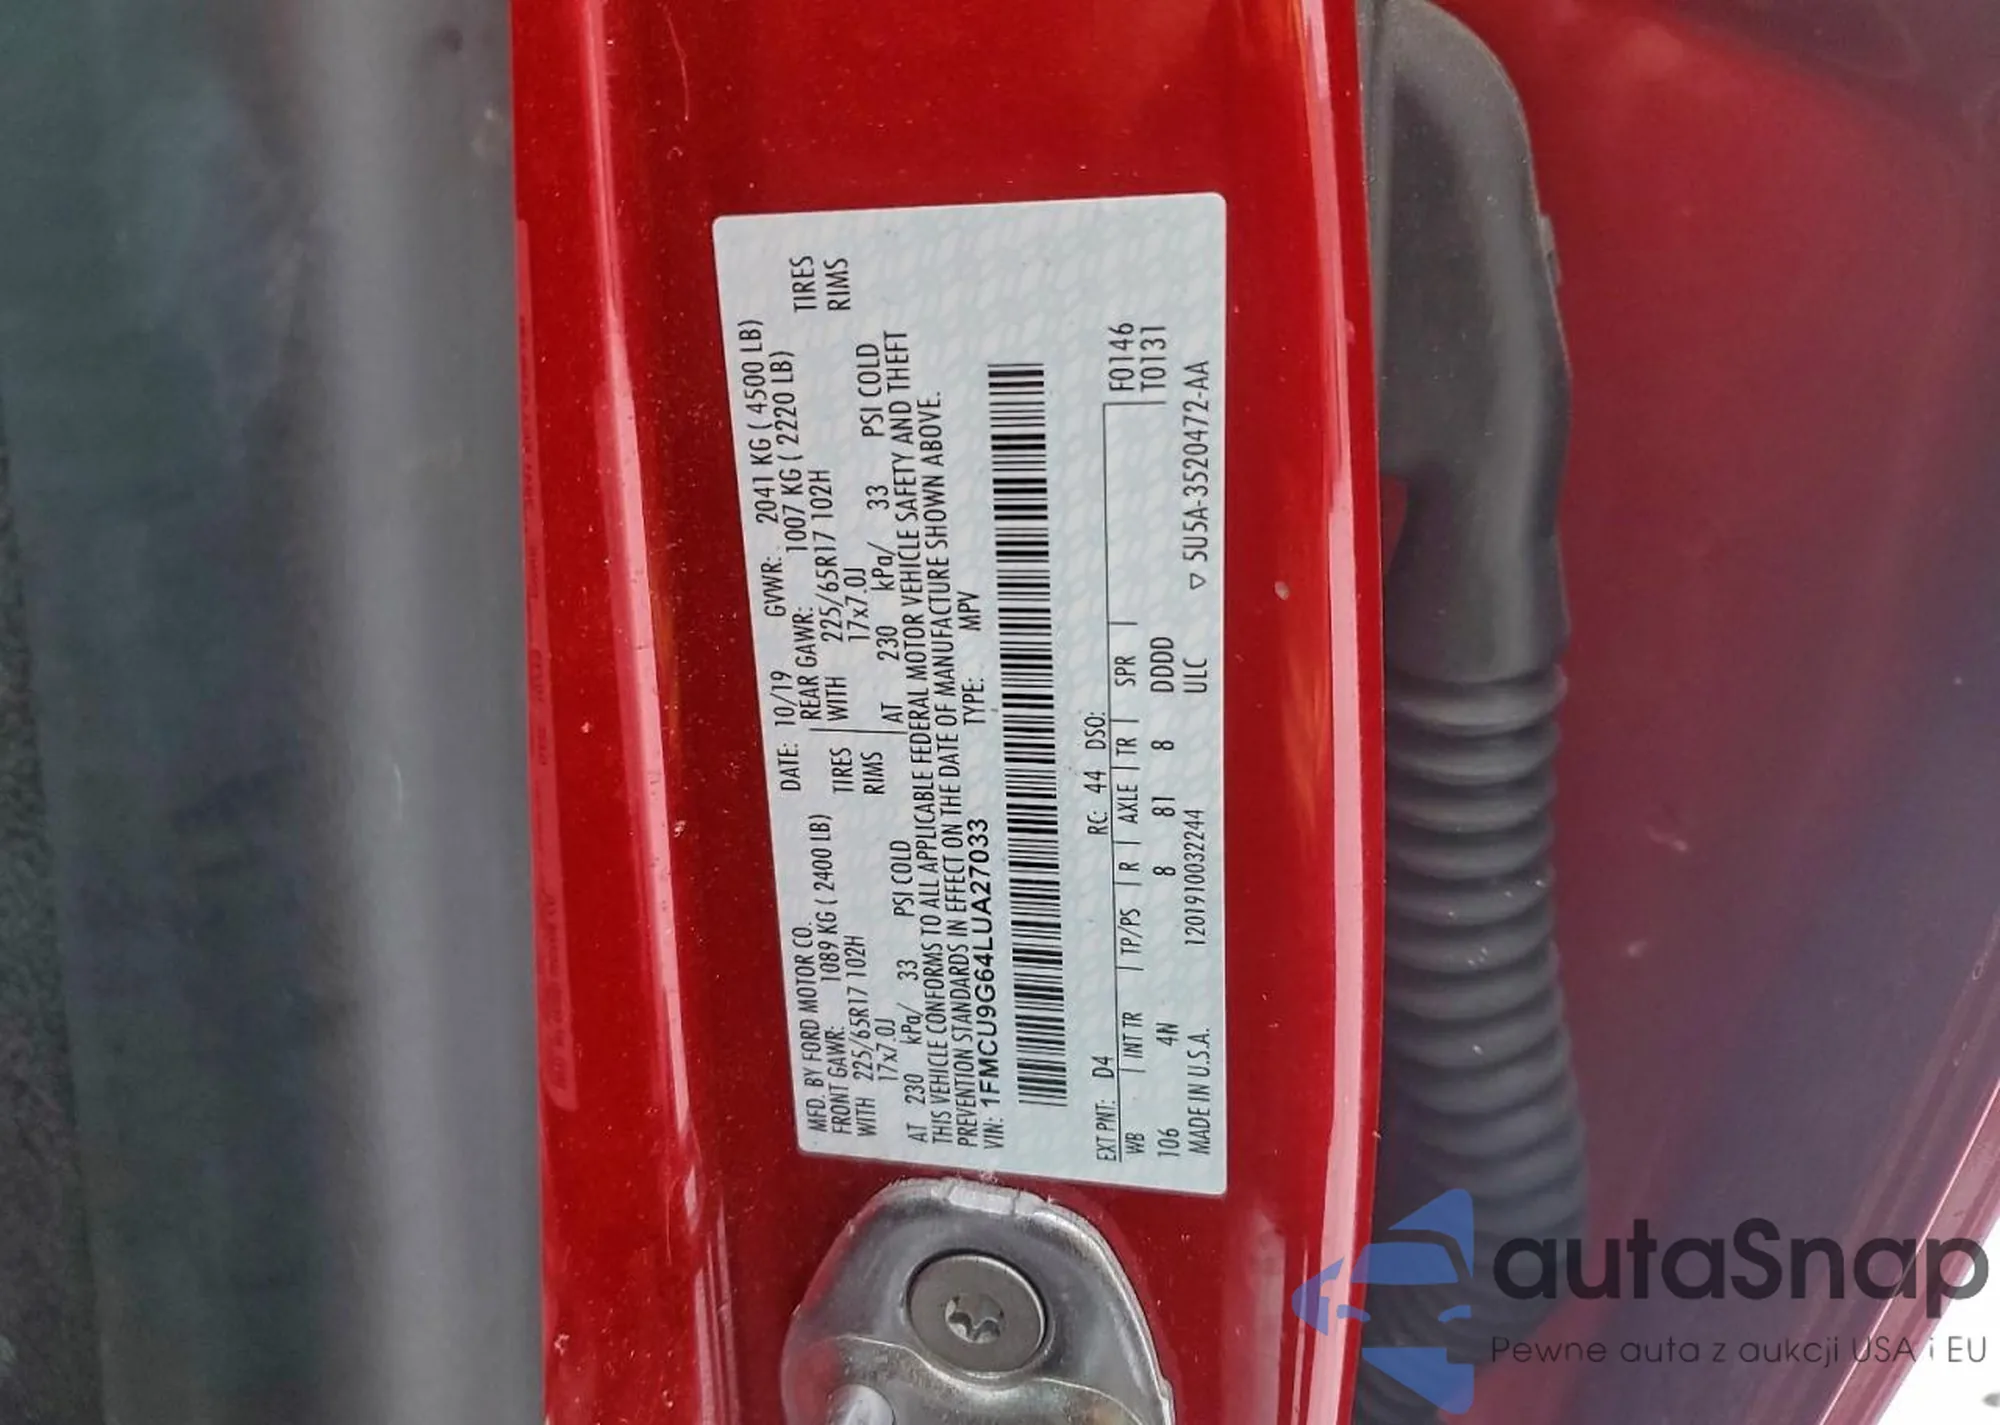 MFD. BY FORD MOTOR CO. DATE: 10/19 GVWR: 2041 KG ( 4500 LB)
FRONT GAWR: 1089 KG ( 2400 LB) REAR GAWR: 1007 KG ( 2220 LB)
WITH 225/65R17 102H TIRES WITH 225/65R17 102H TIRES
17x7.0J RIMS 17x7.0J RIMS
AT 230 kPa/ 33 PSI COLD AT 230 kPa/ 33 PSI COLD
THIS VEHICLE CONFORMS TO ALL APPLICABLE FEDERAL MOTOR VEHICLE SAFETY AND THEFT
PREVENTION STANDARDS IN EFFECT ON THE DATE OF MANUFACTURE SHOWN ABOVE.
VIN: 1FMCU9G64LUA27033 TYPE: MPV
EXT PNT: D4 RC: 44 DSO: F0146
WB INT TR TP/PS R AXLE TR SPR T0131
106 4N 8 81 8 DDDD
MADE IN U.S.A. 1201910032244 ULC ▽ 5U5A-3520472-AA
autaSnap
Pewne auta z aukcji USA i EU